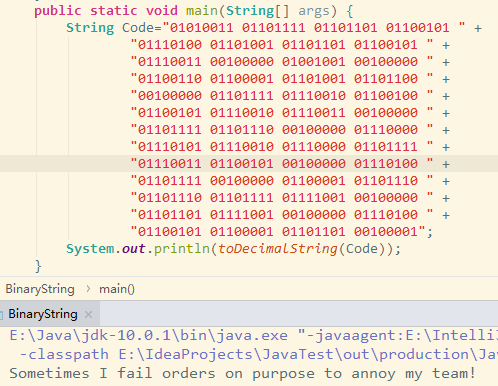 public static void main(String[] args) {
String Code="01010011 01101111 01101101 01100101 " +
"01110100 01101001 01101101 01100101 " +
"01110011 00100000 01001001 00100000 " +
"01100110 01100001 01101001 01101100 " +
"00100000 01101111 01110010 01100100 " +
"01100101 01110010 01110011 00100000 " +
"01101111 01101110 00100000 01110000 " +
"01110101 01110010 01110000 01101111 " +
"01110011 01100101 00100000 01110100 " +
"01101111 00100000 01100001 01101110 " +
"01101110 01101111 01111001 00100000 " +
"01101101 01111001 00100000 01110100 " +
"01100101 01100001 01101101 00100001";
System.out.println(toDecimalString(Code));
}
BinaryString > main()
BinaryString ×
E:\Java\jdk-10.0.1\bin\java.exe "-javaagent:E:\Intelli
-classpath E:\IdeaProjects\JavaTest\out\production\Jav
Sometimes I fail orders on purpose to annoy my team!